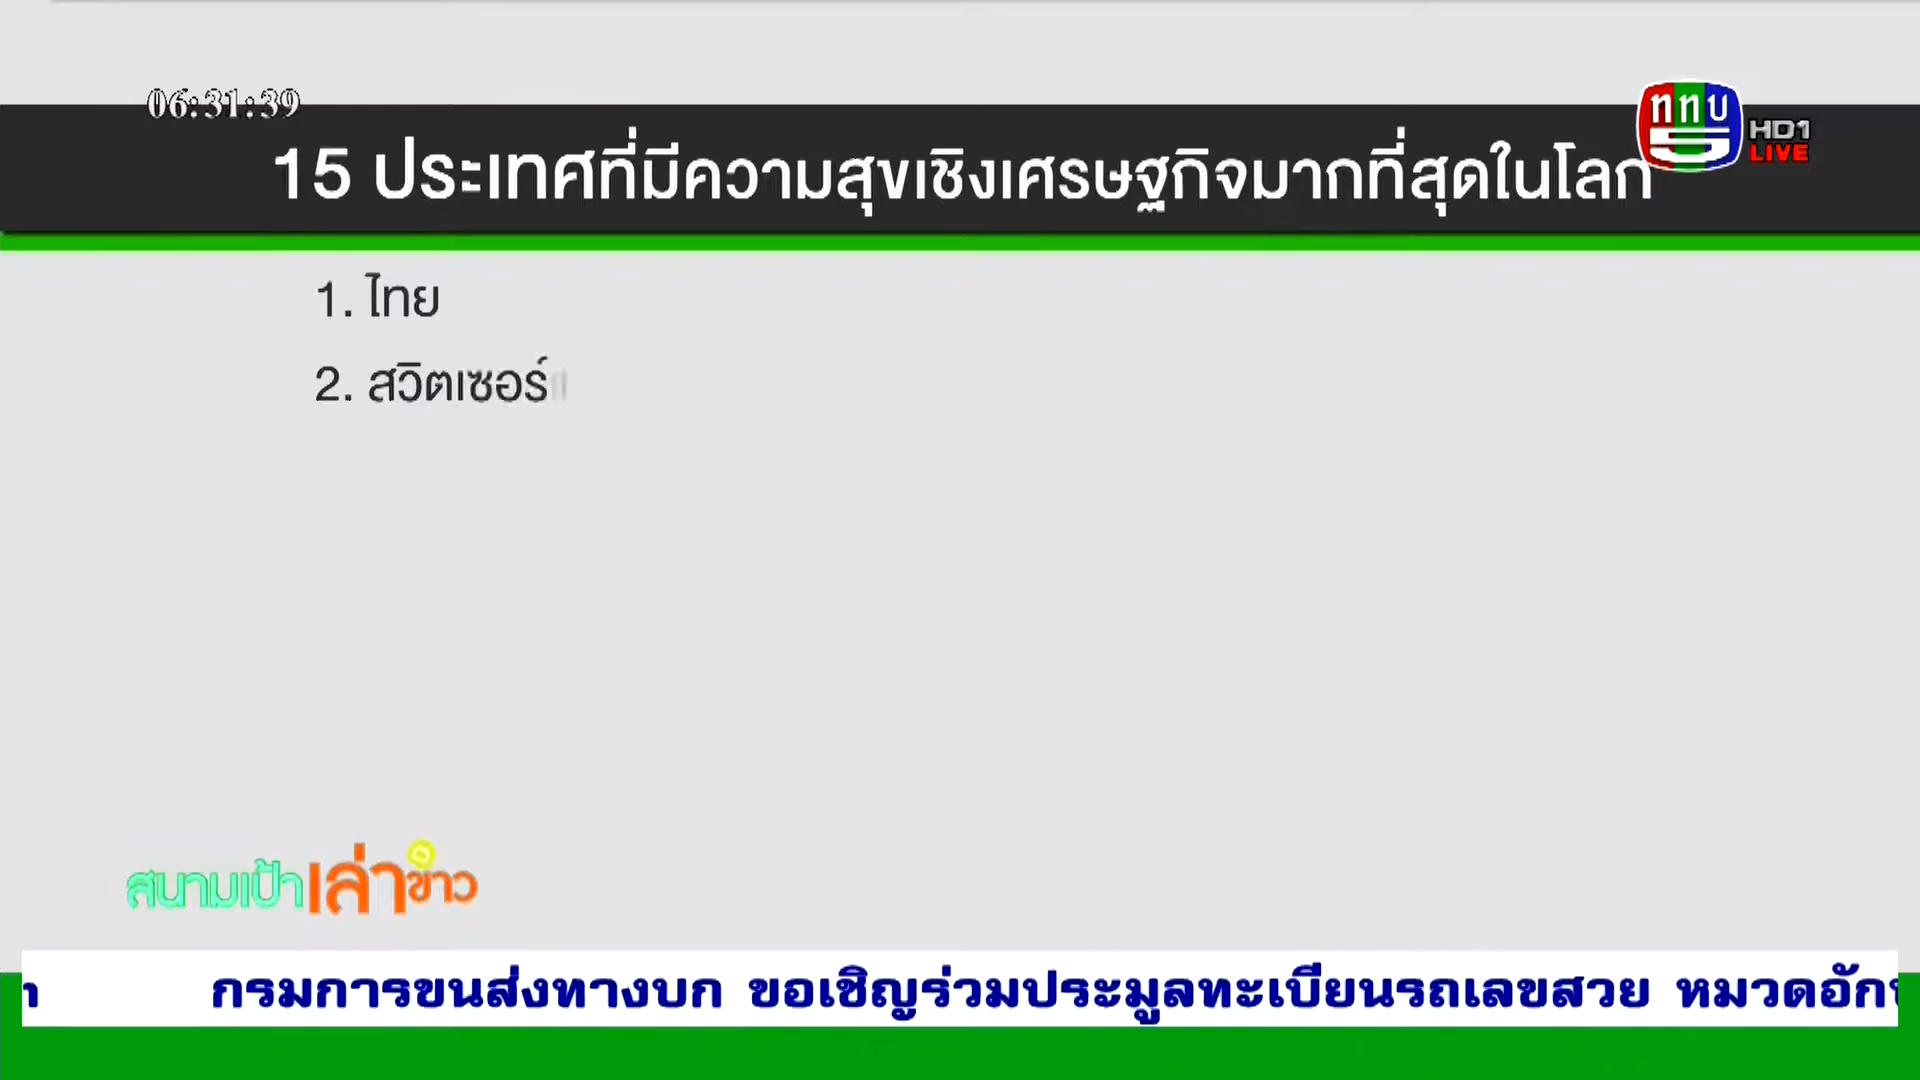 06:31:39
ททบ
5
HD1
LIVE
15 ประเทศที่มีความสุขเชิงเศรษฐกิจมากที่สุดในโลก
1. ไทย
2. สวิตเซอร์
สนามเป้าเล่าข่าว
กรมการขนส่งทางบก ขอเชิญร่วมประมูลทะเบียนรถเลขสวย หมวดอัก